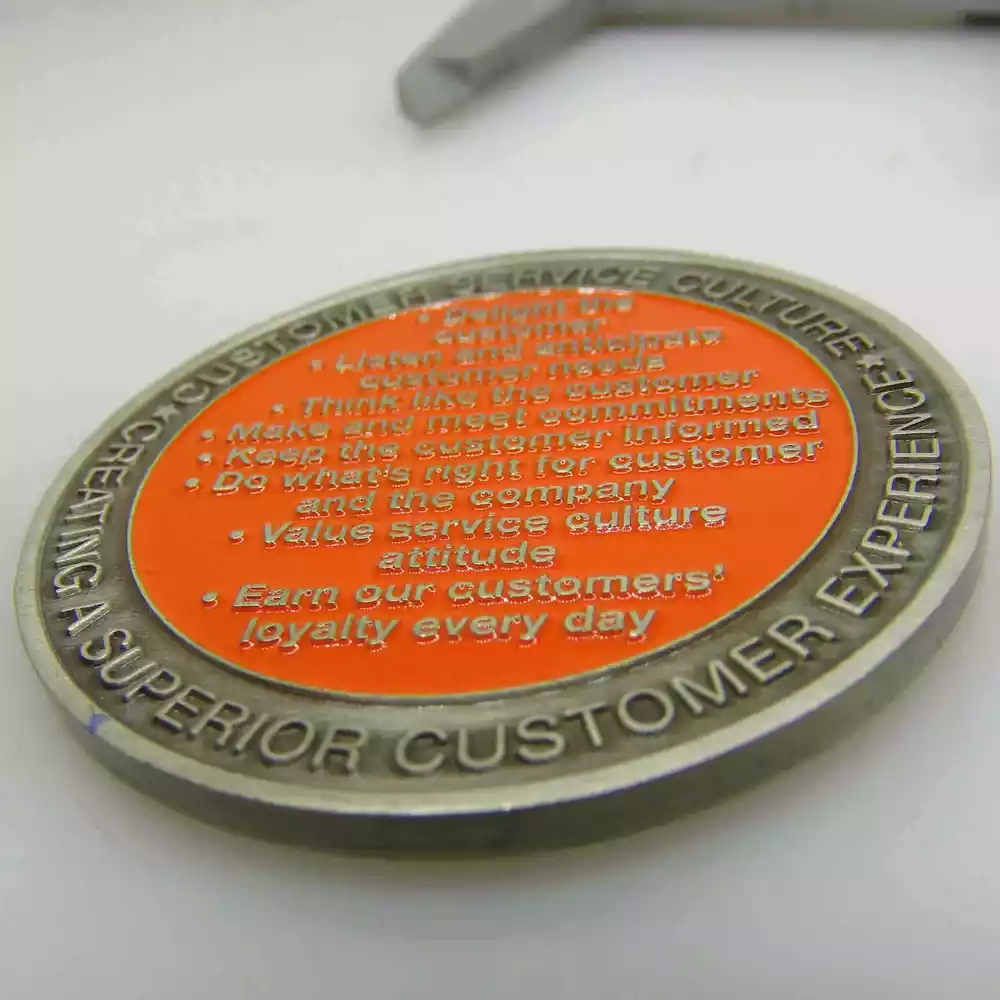 ★CUSTOMER SERVICE CULTURE★
• Delight the
customer
• Listen and anticipate
customer needs
• Think like the customer
• Make and meet commitments
• Keep the customer informed
• Do what's right for customer
and the company
• Value service culture
attitude
• Earn our customers'
loyalty every day
CREATING A SUPERIOR CUSTOMER EXPERIENCE